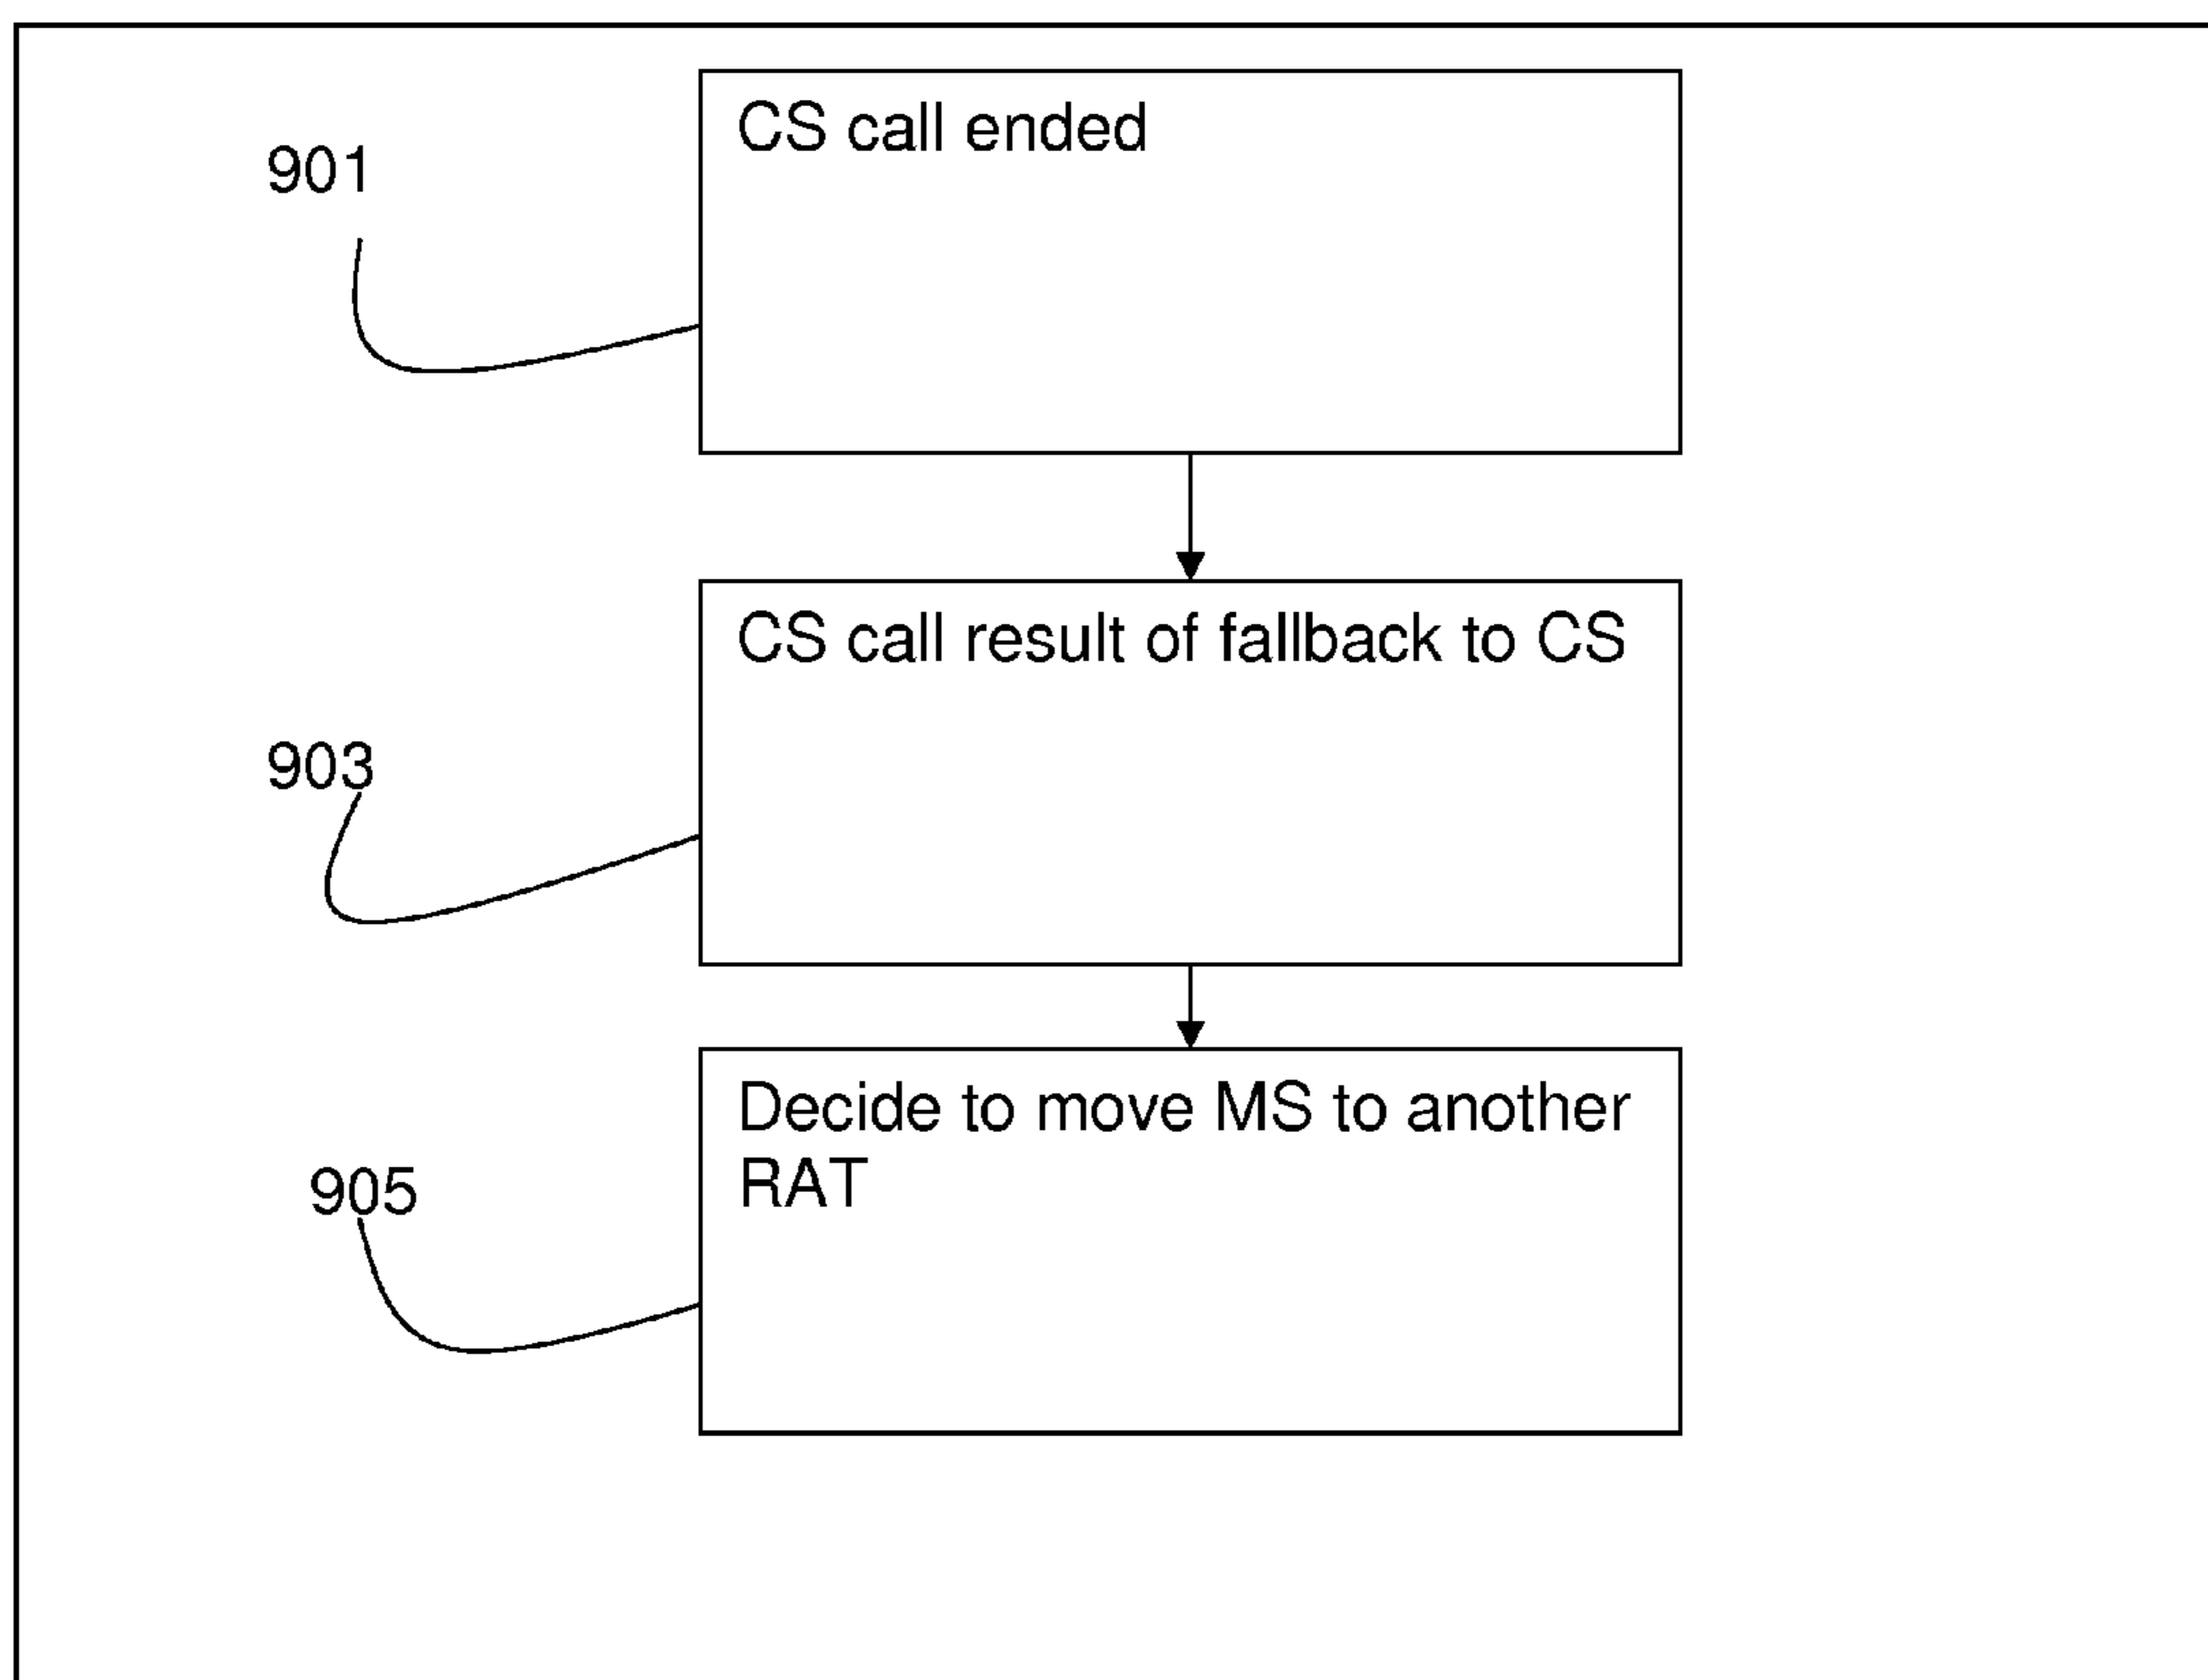 CS call ended
901
CS call result of fallback to CS
903
Decide to move MS to another
RAT
905